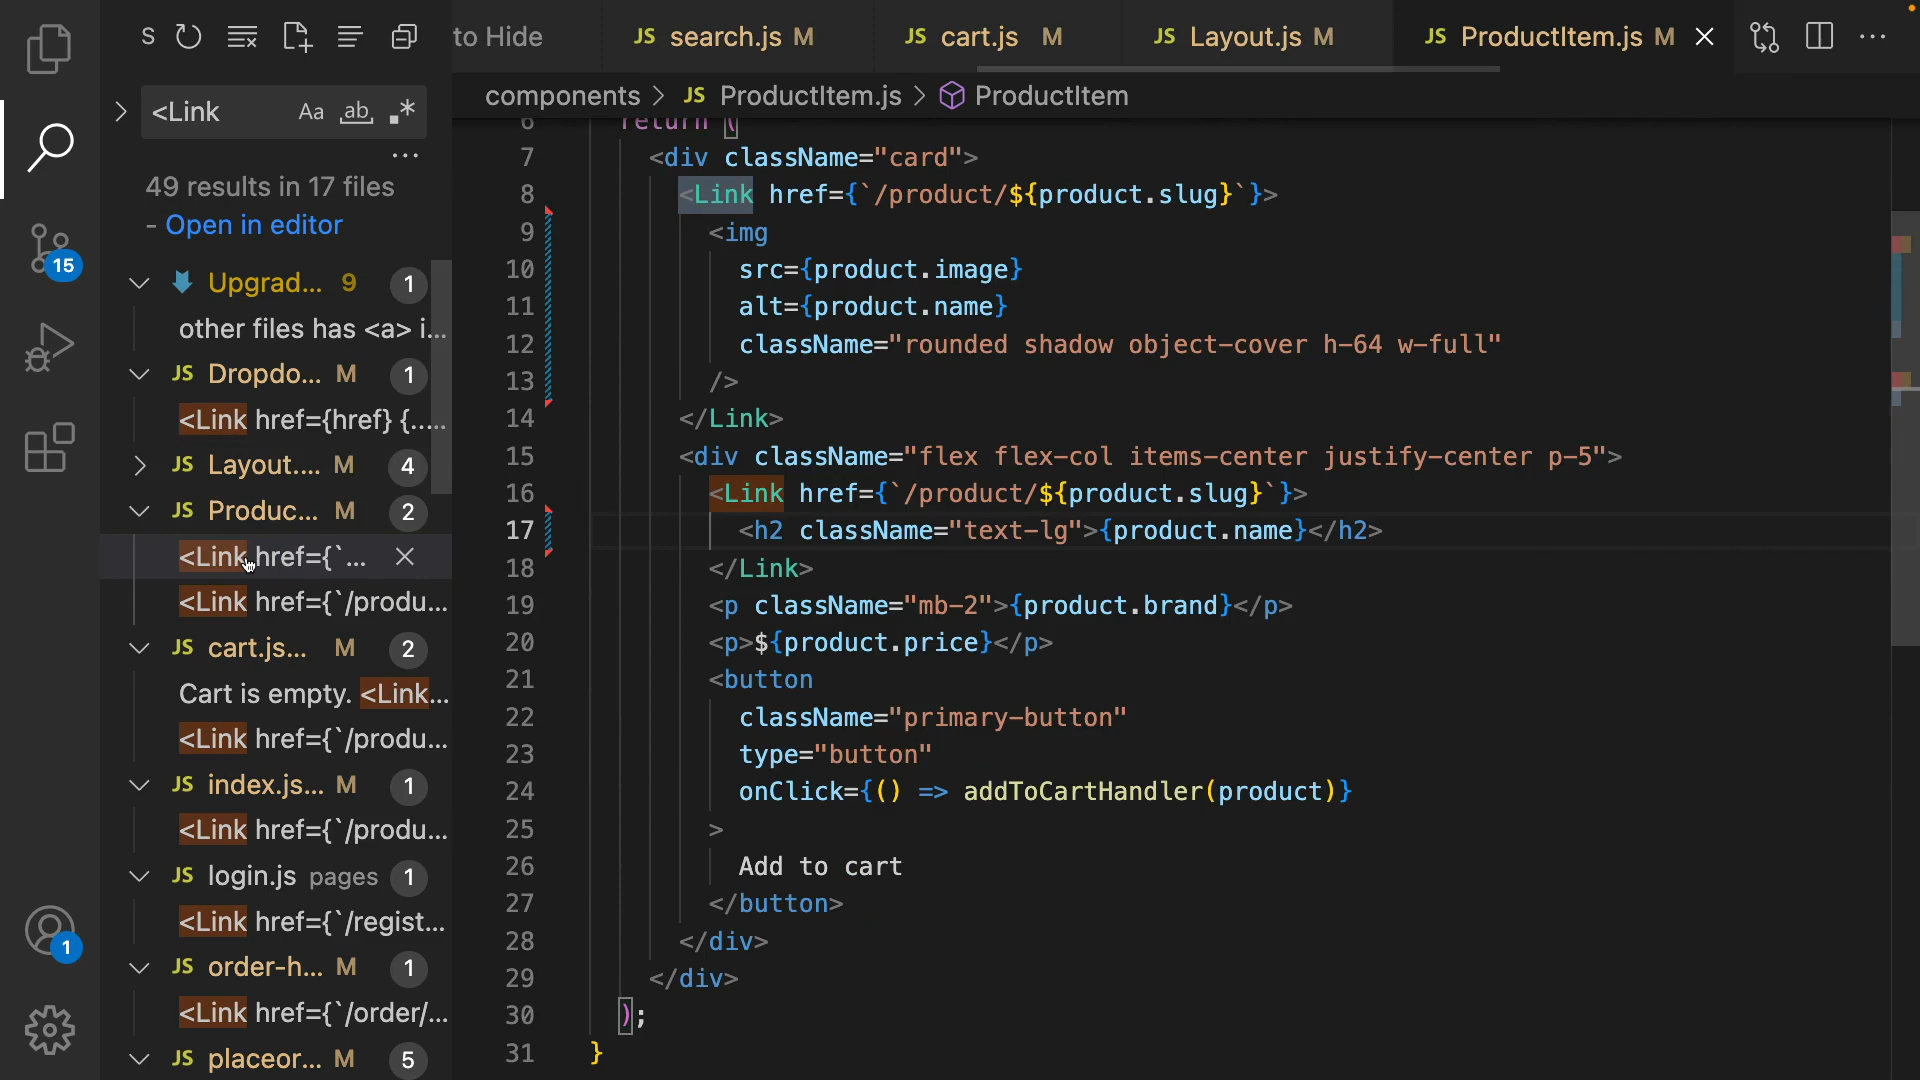 S
to Hide
JS search.js M
JS cart.js M
JS Layout.js M
JS ProductItem.js M
<Link Aa ab
components > JS ProductItem.js > ProductItem
49 results in 17 files
- Open in editor
Upgrad... 9 1
other files has <a> i...
JS Dropdo... M 1
<Link href={href} {.....
JS Layout.... M 4
JS Produc... M 2
<Link href={`...
<Link href={`/produ...
JS cart.js... M 2
Cart is empty. <Link...
<Link href={`/produ...
JS index.js... M 1
<Link href={`/produ...
JS login.js pages 1
<Link href={`/regist...
JS order-h... M 1
<Link href={`/order/...
JS placeor... M 5
15
1
6 return (
7 <div className="card">
8 <Link href={`/product/${product.slug}`}>
9 <img
10 src={product.image}
11 alt={product.name}
12 className="rounded shadow object-cover h-64 w-full"
13 />
14 </Link>
15 <div className="flex flex-col items-center justify-center p-5">
16 <Link href={`/product/${product.slug}`}>
17 <h2 className="text-lg">{product.name}</h2>
18 </Link>
19 <p className="mb-2">{product.brand}</p>
20 <p>${product.price}</p>
21 <button
22 className="primary-button"
23 type="button"
24 onClick={() => addToCartHandler(product)}
25 >
26 Add to cart
27 </button>
28 </div>
29 </div>
30 );
31 }